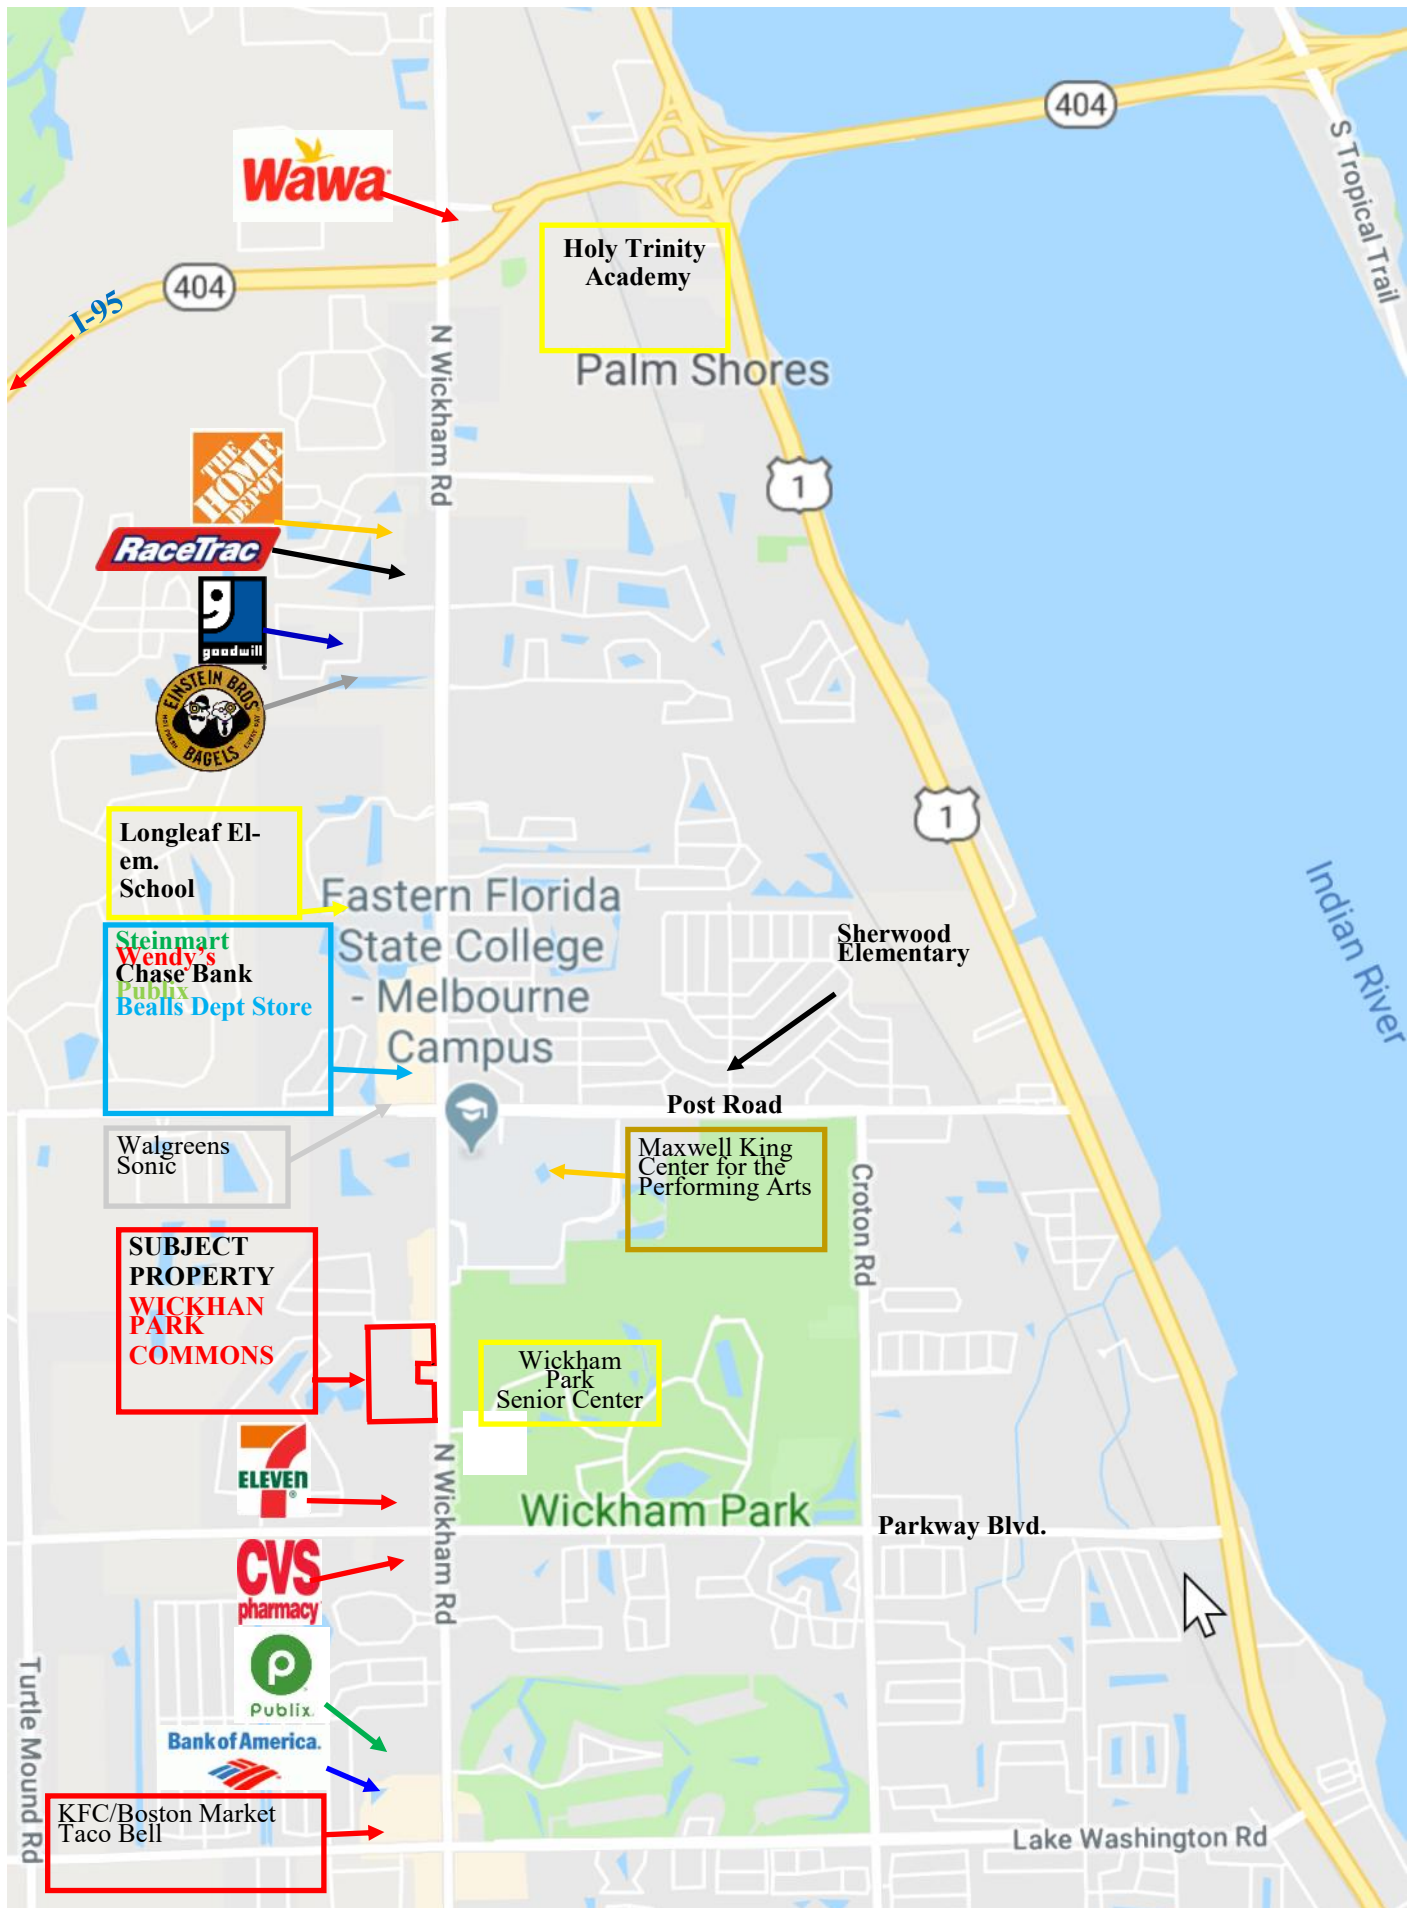 404
S Tropical Trail
Wawa
Holy Trinity
Academy
404
I-95
N Wickham Rd
Palm Shores
THE
HOME
DEPOT
1
RaceTrac
goodwill
EINSTEIN BROS
BAGELS
1
Longleaf El-
em.
School
Eastern Florida
State College
- Melbourne
Campus
Indian River
Steinmart
Wendy's
Chase Bank
Publix
Bealls Dept Store
Sherwood
Elementary
Post Road
Walgreens
Sonic
Maxwell King
Center for the
Performing Arts
Croton Rd
SUBJECT
PROPERTY
WICKHAN
PARK
COMMONS
Wickham
Park
Senior Center
7
ELEVEN
N Wickham Rd
Wickham Park
Parkway Blvd.
CVS
pharmacy
Publix.
Turtle Mound Rd
Bank of America.
KFC/Boston Market
Taco Bell
Lake Washington Rd